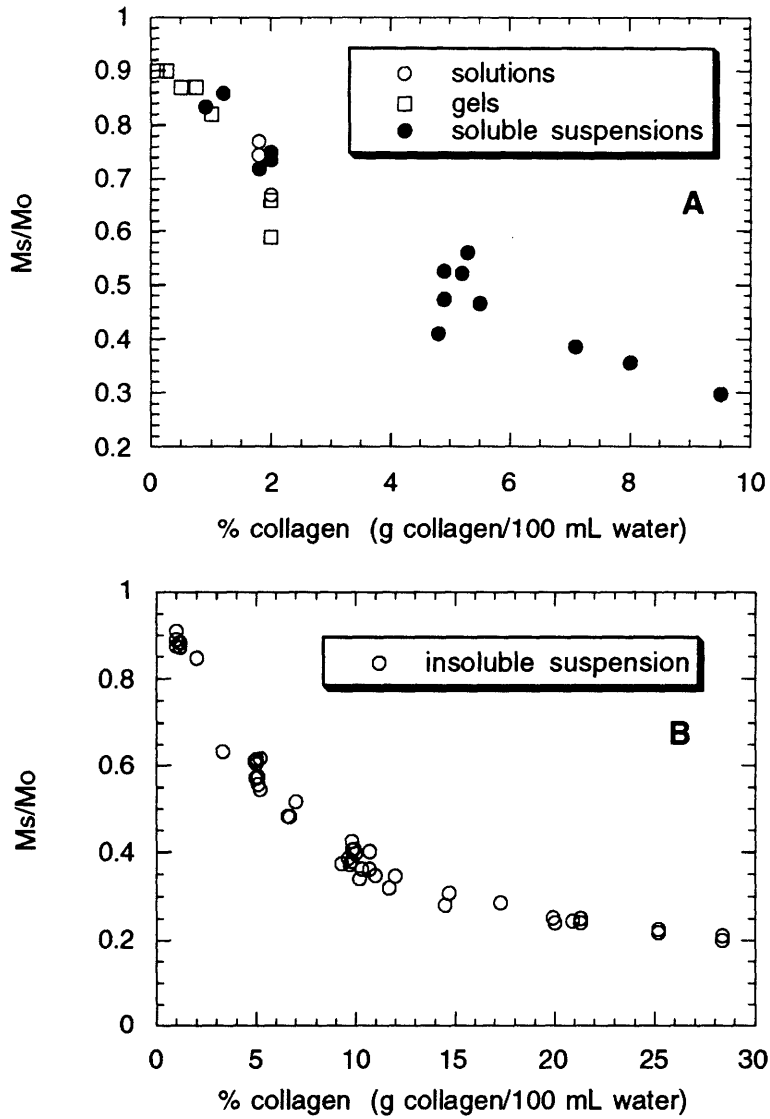 1
0.9
0.8
0.7
0.6
0.5
0.4
0.3
0.2
Ms/Mo
solutions
gels
soluble suspensions
A
0 2 4 6 8 10
% collagen (g collagen/100 mL water)
1
0.8
0.6
0.4
0.2
0
Ms/Mo
insoluble suspension
B
0 5 10 15 20 25 30
% collagen (g collagen/100 mL water)